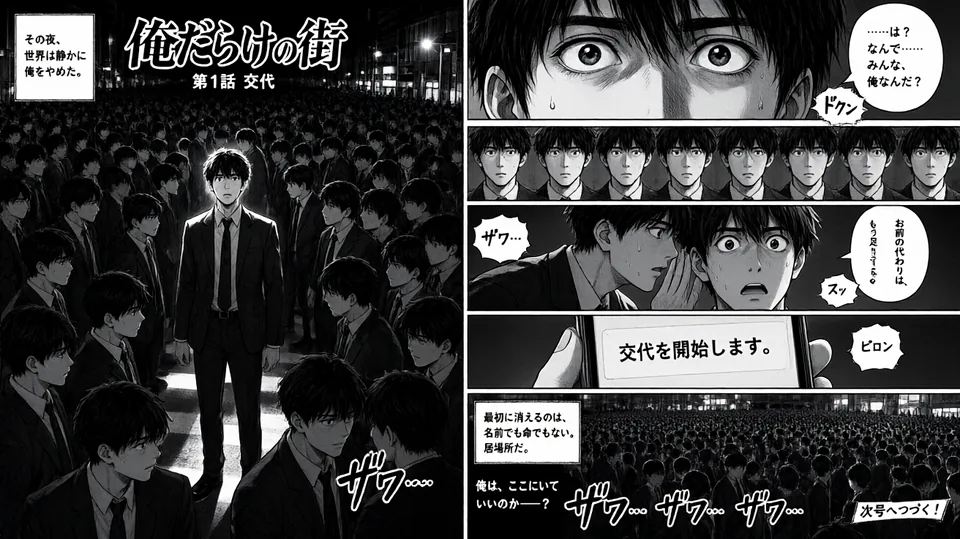 その夜、
世界は静かに
俺をやめた。
俺だらけの街
第1話 交代
ザワ‥‥
……は？
なんで……
みんな、
俺なんだ？
ドクン
ザワ…
お前の代わりは、
もう足りてる。
スッ
交代を開始します。
ピロン
最初に消えるのは、
名前でも命でもない。
居場所だ。
俺は、ここにいて
いいのか――？
ザワ… ザワ… ザワ…
次号へつづく！